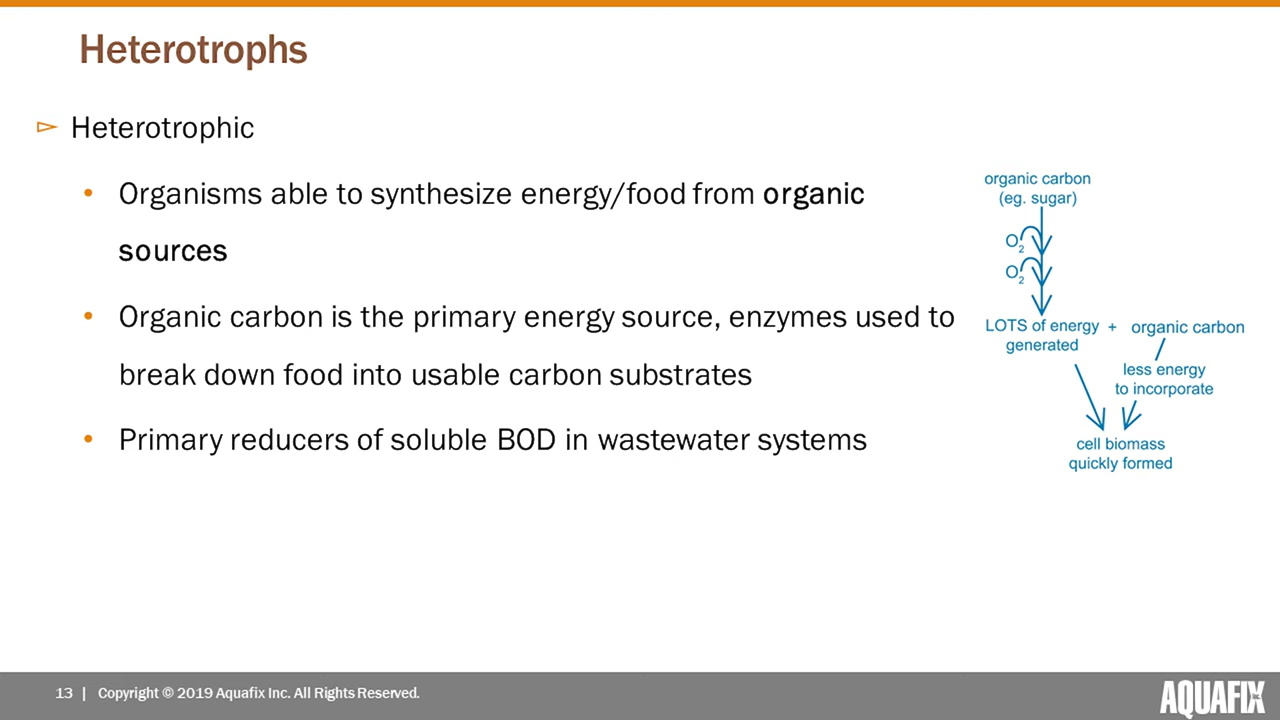 Heterotrophs
Heterotrophic
Organisms able to synthesize energy/food from organic
sources
Organic carbon is the primary energy source, enzymes used to
break down food into usable carbon substrates
Primary reducers of soluble BOD in wastewater systems
organic carbon
(eg. sugar)
O2
O2
LOTS of energy + organic carbon
generated
less energy
to incorporate
cell biomass
quickly formed
13 | Copyright © 2019 Aquafix Inc. All Rights Reserved.
AQUAFIX